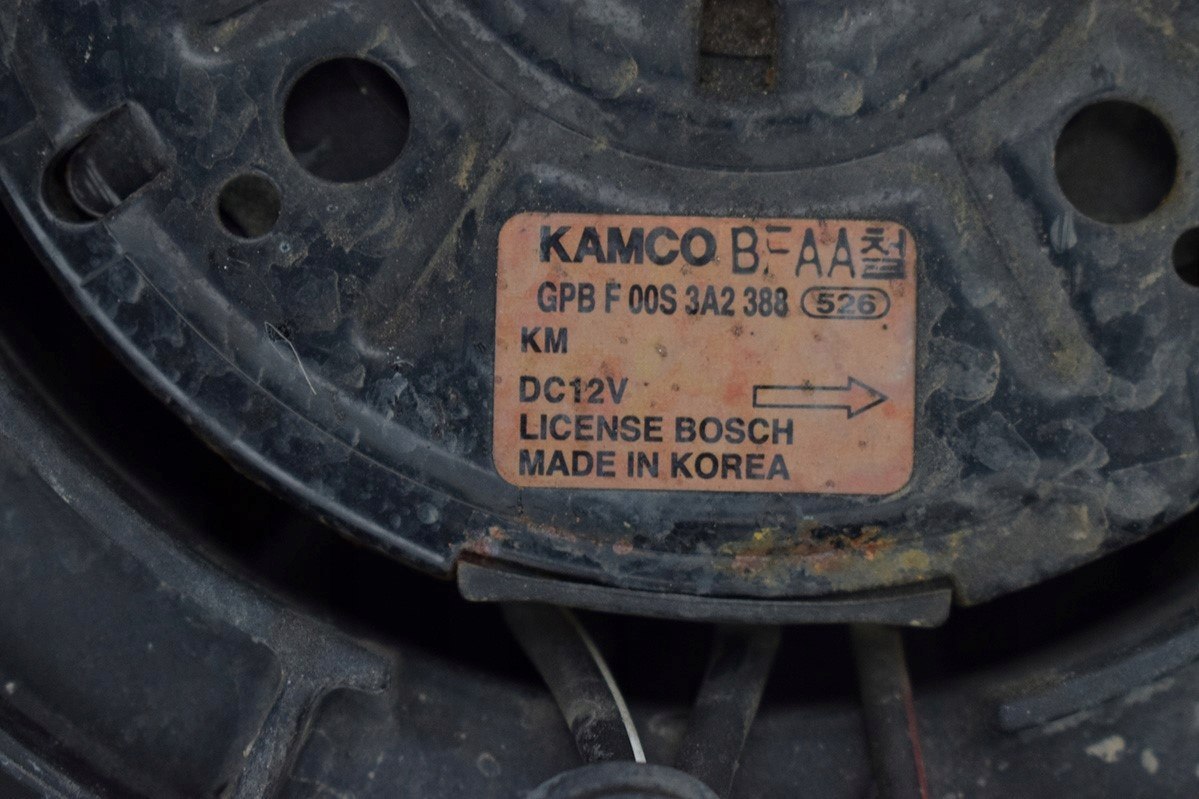 KAMCO AA철
GPB F 00S 3A2 388 526
KM
DC12V
LICENSE BOSCH
MADE IN KOREA